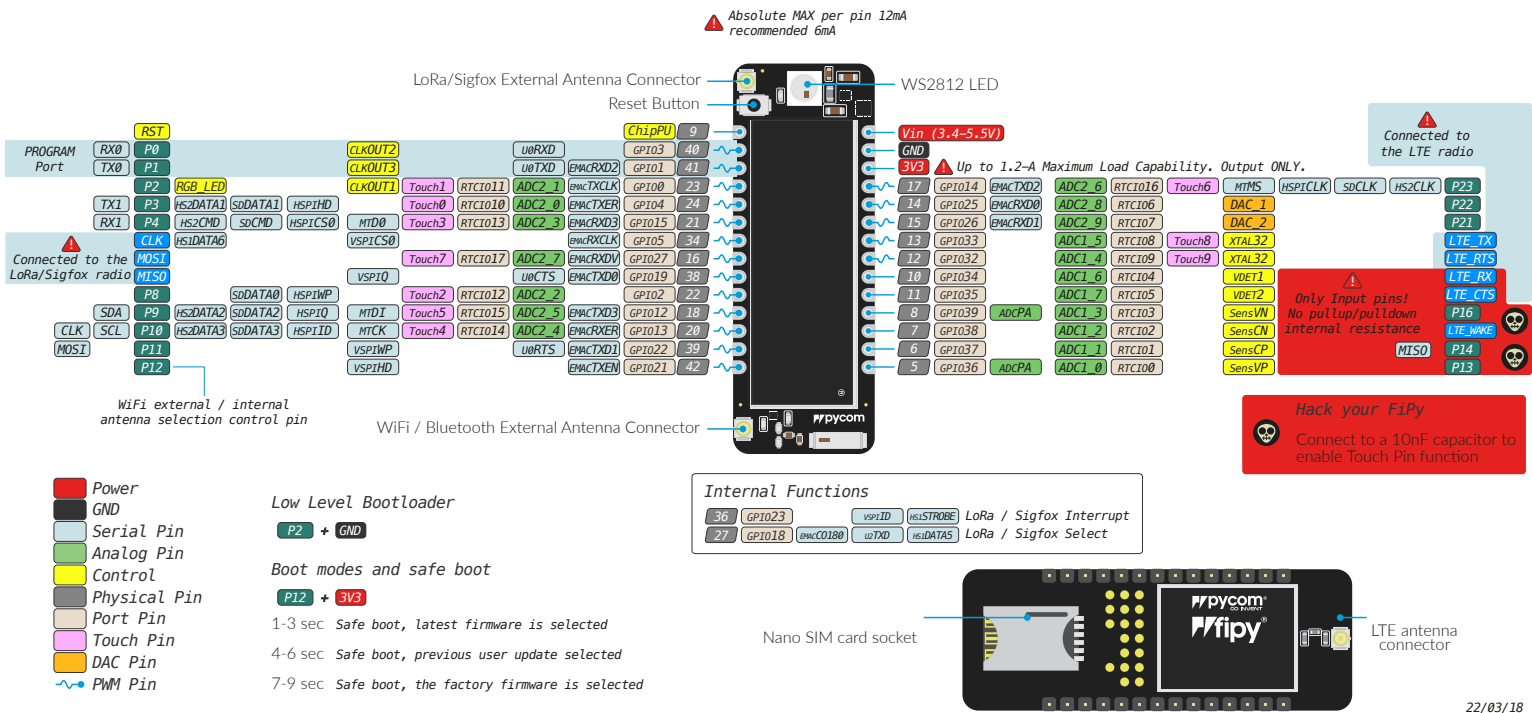 Absolute MAX per pin 12mA
recommended 6mA
LoRa/Sigfox External Antenna Connector
WS2812 LED
Reset Button
RST ChipPU 9 Vin (3.4–5.5V)
PROGRAM Port
RX0 P0 CLKOUT2 U0RXD GPIO3 40 GND
TX0 P1 CLKOUT3 U0TXD EMACRXD2 GPIO1 41 3V3 Up to 1.2–A Maximum Load Capability. Output ONLY.
Connected to
the LTE radio
P2 RGB_LED CLKOUT1 Touch1 RTCIO11 ADC2_1 EMACTXCLK GPIO0 23 17 GPIO14 EMACTXD2 ADC2_6 RTCIO16 Touch6 MTMS HSPICLK SDCLK HS2CLK P23
TX1 P3 HS2DATA1 SDDATA1 HSPIHD Touch0 RTCIO10 ADC2_0 EMACTXER GPIO4 24 14 GPIO25 EMACRXD0 ADC2_8 RTCIO6 DAC_1 P22
RX1 P4 HS2CMD SDCMD HSPICS0 MTDO Touch3 RTCIO13 ADC2_3 EMACRXD3 GPIO15 21 15 GPIO26 EMACRXD1 ADC2_9 RTCIO7 DAC_2 P21
CLK HS1DATA6 VSPICS0 EMACRXCLK GPIO5 34 13 GPIO33 ADC1_5 RTCIO8 Touch8 XTAL32 LTE_TX
Connected to the
LoRa/Sigfox radio
MOSI Touch7 RTCIO17 ADC2_7 EMACRXDV GPIO27 16 12 GPIO32 ADC1_4 RTCIO9 Touch9 XTAL32 LTE_RTS
MISO VSPIQ U0CTS EMACTXD0 GPIO19 38 10 GPIO34 ADC1_6 RTCIO4 VDET1 LTE_RX
P8 SDDATA0 HSPIWP Touch2 RTCIO12 ADC2_2 GPIO2 22 11 GPIO35 ADC1_7 RTCIO5 VDET2 LTE_CTS
SDA P9 HS2DATA2 SDDATA2 HSPIQ MTDI Touch5 RTCIO15 ADC2_5 EMACTXD3 GPIO12 18 8 GPIO39 ADCPA ADC1_3 RTCIO3 SensVN P16
CLK SCL P10 HS2DATA3 SDDATA3 HSPIID MTCK Touch4 RTCIO14 ADC2_4 EMACRXER GPIO13 20 7 GPIO38 ADC1_2 RTCIO2 SensCN LTE_WAKE
MOSI P11 VSPIWP U0RTS EMACTXD1 GPIO22 39 6 GPIO37 ADC1_1 RTCIO1 SensCP MISO P14
P12 VSPIHD EMACTXEN GPIO21 42 5 GPIO36 ADCPA ADC1_0 RTCIO0 SensVP P13
Only Input pins!
No pullup/pulldown
internal resistance
WiFi external / internal
antenna selection control pin
pycom
WiFi / Bluetooth External Antenna Connector
Hack your FiPy
Connect to a 10nF capacitor to
enable Touch Pin function
Power
GND
Serial Pin
Analog Pin
Control
Physical Pin
Port Pin
Touch Pin
DAC Pin
PWM Pin
Low Level Bootloader
P2 + GND
Boot modes and safe boot
P12 + 3V3
1-3 sec Safe boot, latest firmware is selected
4-6 sec Safe boot, previous user update selected
7-9 sec Safe boot, the factory firmware is selected
Internal Functions
36 GPIO23 VSPIID HS1STROBE LoRa / Sigfox Interrupt
27 GPIO18 EMACCO180 U2TXD HS1DATA5 LoRa / Sigfox Select
Nano SIM card socket
pycom
GO INVENT
fipy
LTE antenna
connector
22/03/18